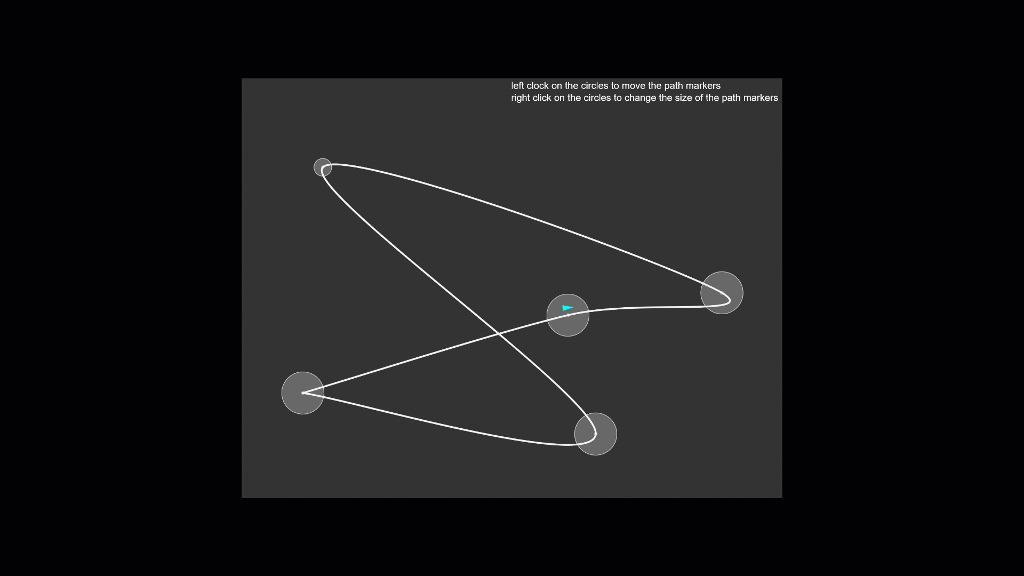 left clock on the circles to move the path markers
right click on the circles to change the size of the path markers